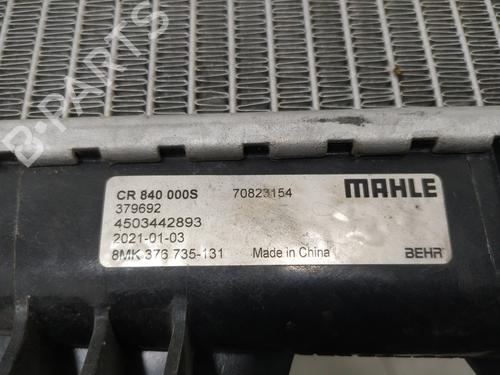 B-PARTS
CR 840 000S 70823154 MAHLE
379692
4503442893
2021-01-03
8MK 376 735-131 Made in China BEHR